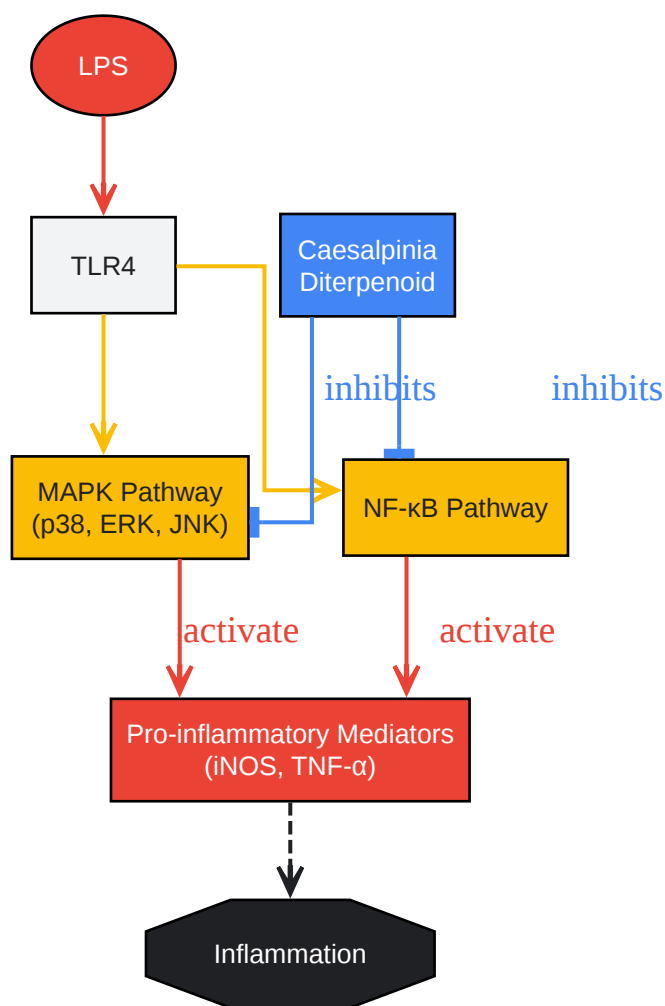 LPS
TLR4
Caesalpinia
Diterpenoid
inhibits
inhibits
MAPK Pathway
(p38, ERK, JNK)
NF-κB Pathway
activate
activate
Pro-inflammatory Mediators
(iNOS, TNF-α)
Inflammation